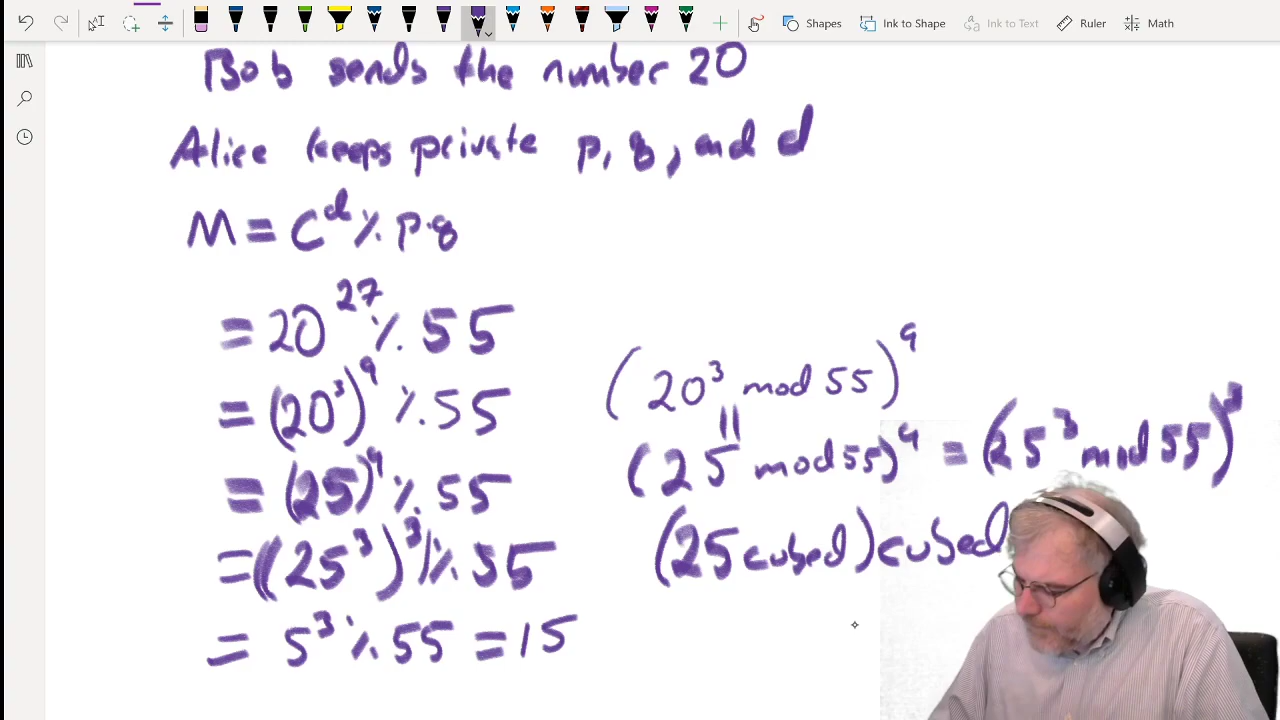 Shapes Ink to Shape Ink to Text Ruler Math
Bob sends the number 20
Alice keeps private p, q, and d
M = C^d % p·q
= 20^27 % 55
= (20^3)^9 % 55
= (25)^9 % 55
= ((25^3)^3) % 55
= 5^3 % 55 = 15
(20^3 mod 55)^9
||
(25 mod 55)^9 = (25^3 mod 55)^3
(25 cubed) cubed